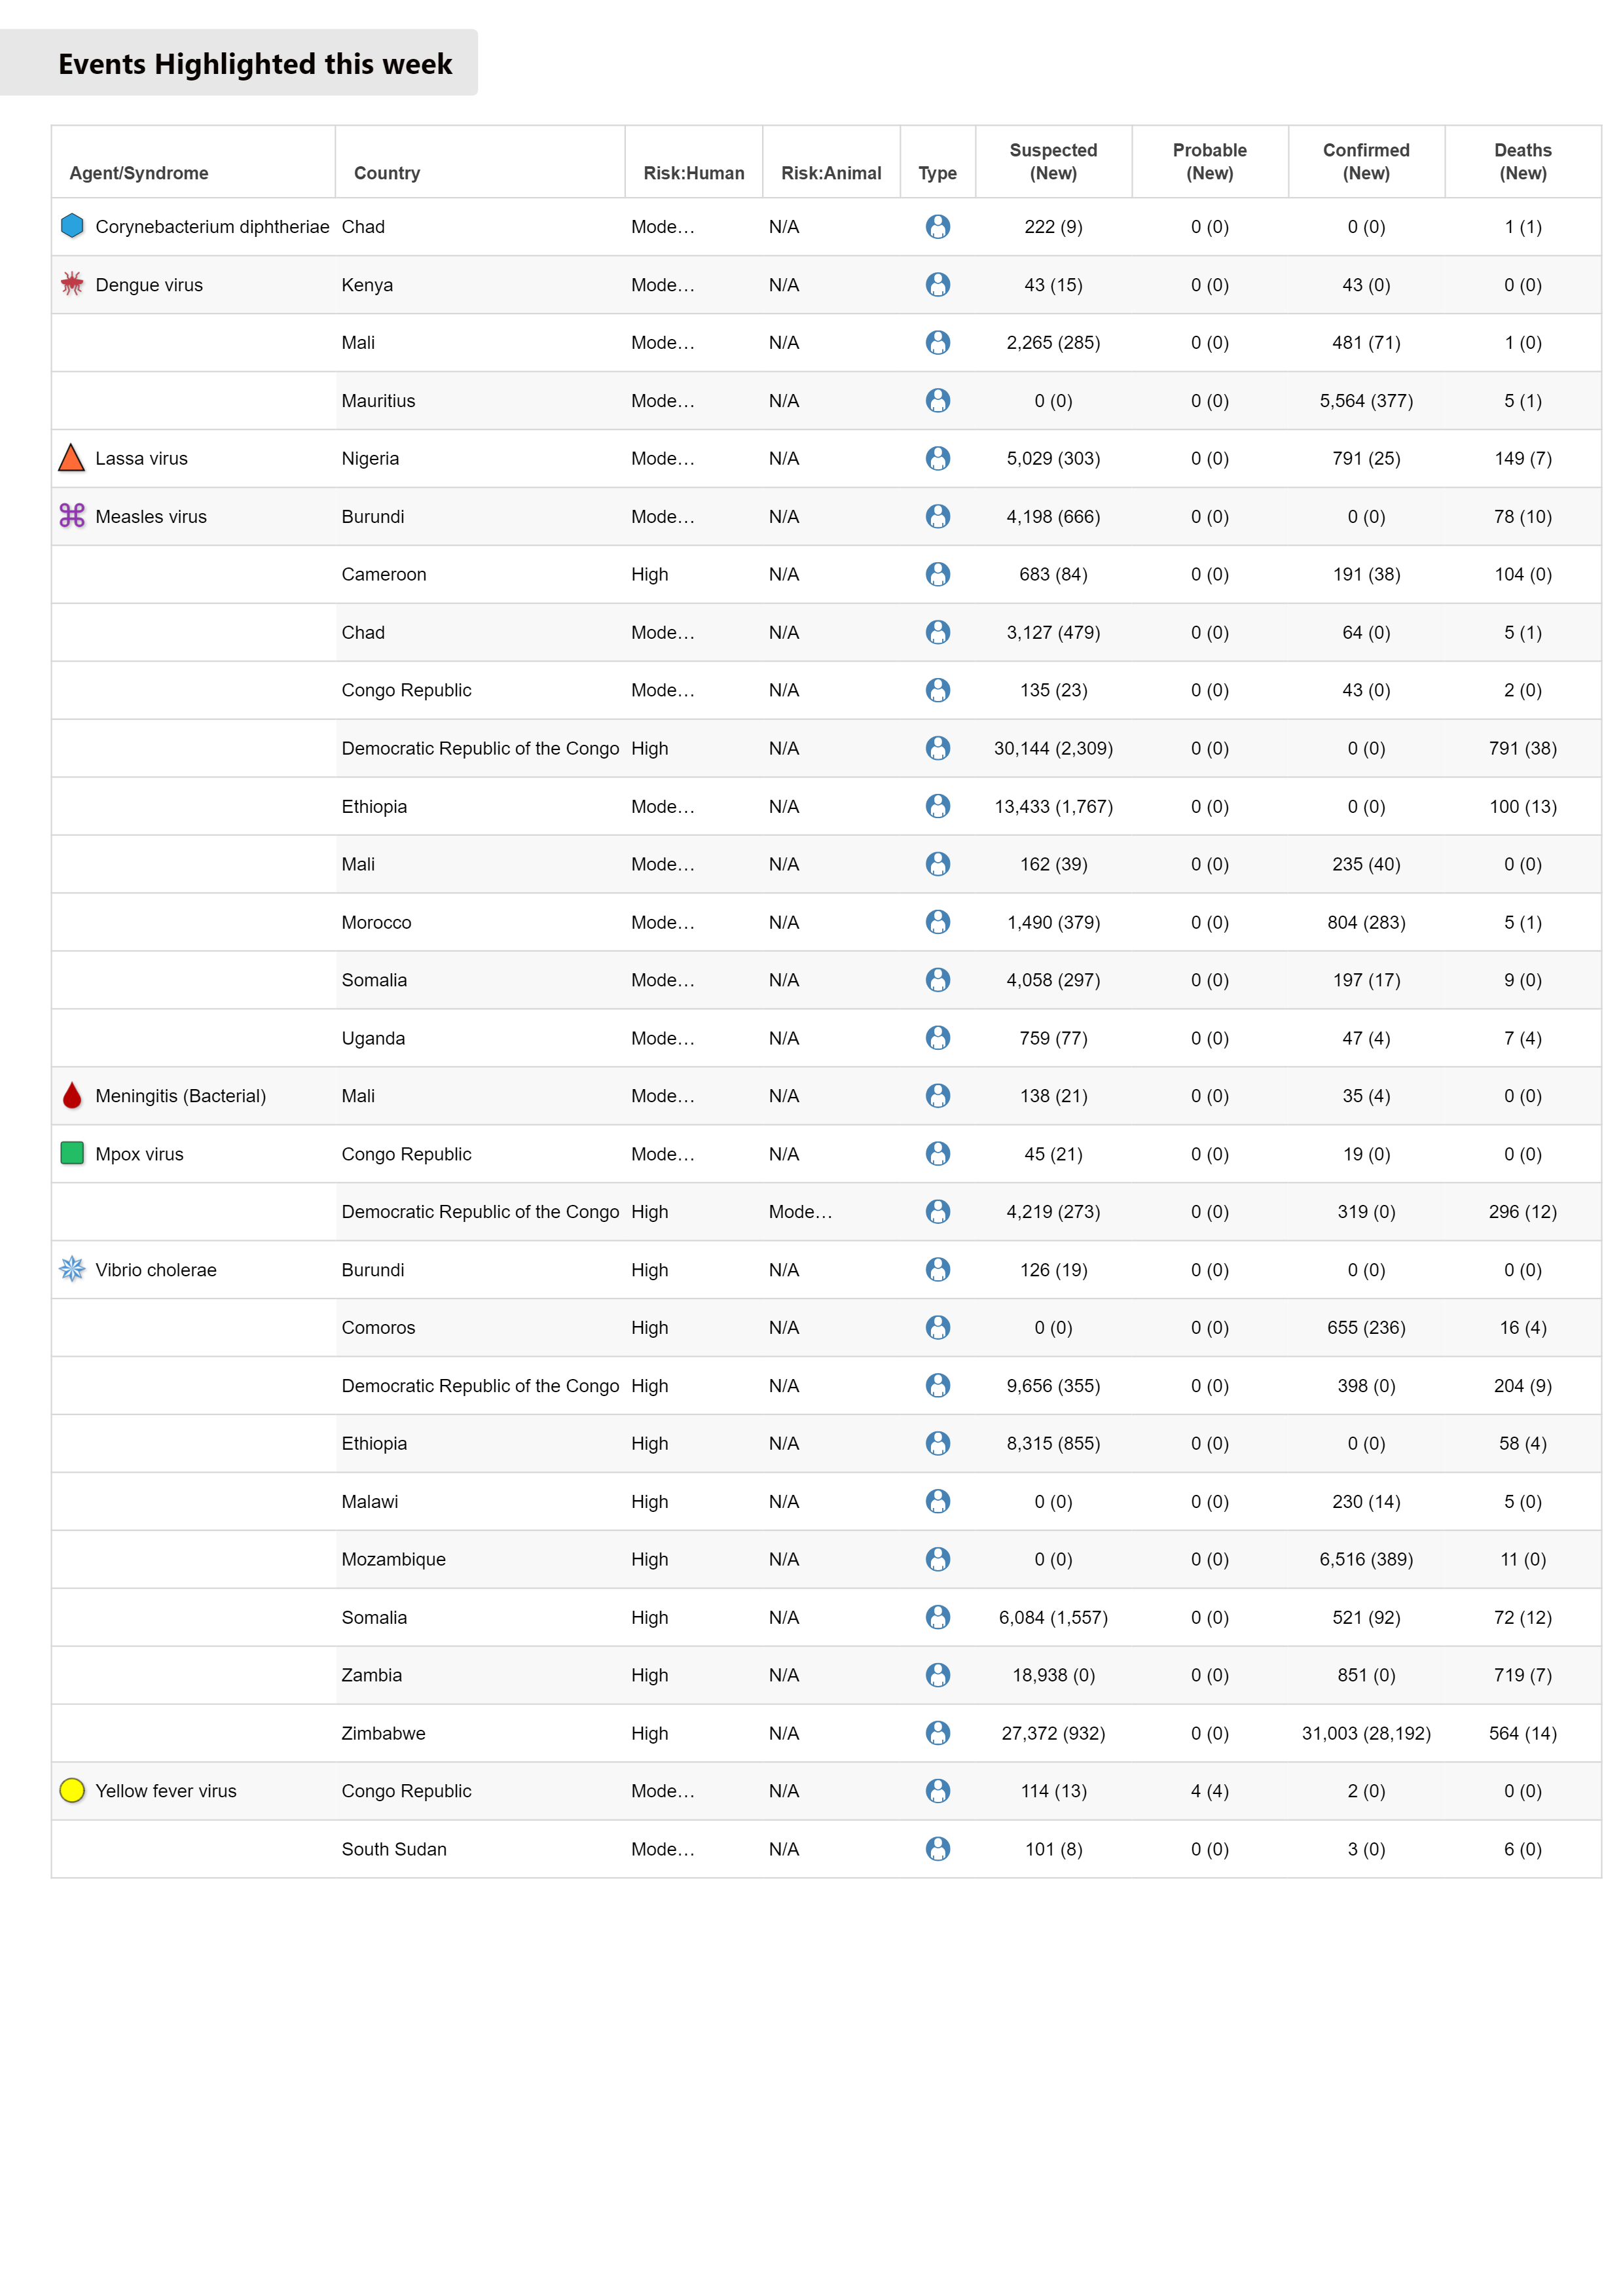 Events Highlighted this week
Agent/Syndrome Country Risk:Human Risk:Animal Type Suspected (New) Probable (New) Confirmed (New) Deaths (New)
Corynebacterium diphtheriae Chad Mode… N/A 222 (9) 0 (0) 0 (0) 1 (1)
Dengue virus Kenya Mode… N/A 43 (15) 0 (0) 43 (0) 0 (0)
Mali Mode… N/A 2,265 (285) 0 (0) 481 (71) 1 (0)
Mauritius Mode… N/A 0 (0) 0 (0) 5,564 (377) 5 (1)
Lassa virus Nigeria Mode… N/A 5,029 (303) 0 (0) 791 (25) 149 (7)
Measles virus Burundi Mode… N/A 4,198 (666) 0 (0) 0 (0) 78 (10)
Cameroon High N/A 683 (84) 0 (0) 191 (38) 104 (0)
Chad Mode… N/A 3,127 (479) 0 (0) 64 (0) 5 (1)
Congo Republic Mode… N/A 135 (23) 0 (0) 43 (0) 2 (0)
Democratic Republic of the Congo High N/A 30,144 (2,309) 0 (0) 0 (0) 791 (38)
Ethiopia Mode… N/A 13,433 (1,767) 0 (0) 0 (0) 100 (13)
Mali Mode… N/A 162 (39) 0 (0) 235 (40) 0 (0)
Morocco Mode… N/A 1,490 (379) 0 (0) 804 (283) 5 (1)
Somalia Mode… N/A 4,058 (297) 0 (0) 197 (17) 9 (0)
Uganda Mode… N/A 759 (77) 0 (0) 47 (4) 7 (4)
Meningitis (Bacterial) Mali Mode… N/A 138 (21) 0 (0) 35 (4) 0 (0)
Mpox virus Congo Republic Mode… N/A 45 (21) 0 (0) 19 (0) 0 (0)
Democratic Republic of the Congo High Mode… 4,219 (273) 0 (0) 319 (0) 296 (12)
Vibrio cholerae Burundi High N/A 126 (19) 0 (0) 0 (0) 0 (0)
Comoros High N/A 0 (0) 0 (0) 655 (236) 16 (4)
Democratic Republic of the Congo High N/A 9,656 (355) 0 (0) 398 (0) 204 (9)
Ethiopia High N/A 8,315 (855) 0 (0) 0 (0) 58 (4)
Malawi High N/A 0 (0) 0 (0) 230 (14) 5 (0)
Mozambique High N/A 0 (0) 0 (0) 6,516 (389) 11 (0)
Somalia High N/A 6,084 (1,557) 0 (0) 521 (92) 72 (12)
Zambia High N/A 18,938 (0) 0 (0) 851 (0) 719 (7)
Zimbabwe High N/A 27,372 (932) 0 (0) 31,003 (28,192) 564 (14)
Yellow fever virus Congo Republic Mode… N/A 114 (13) 4 (4) 2 (0) 0 (0)
South Sudan Mode… N/A 101 (8) 0 (0) 3 (0) 6 (0)